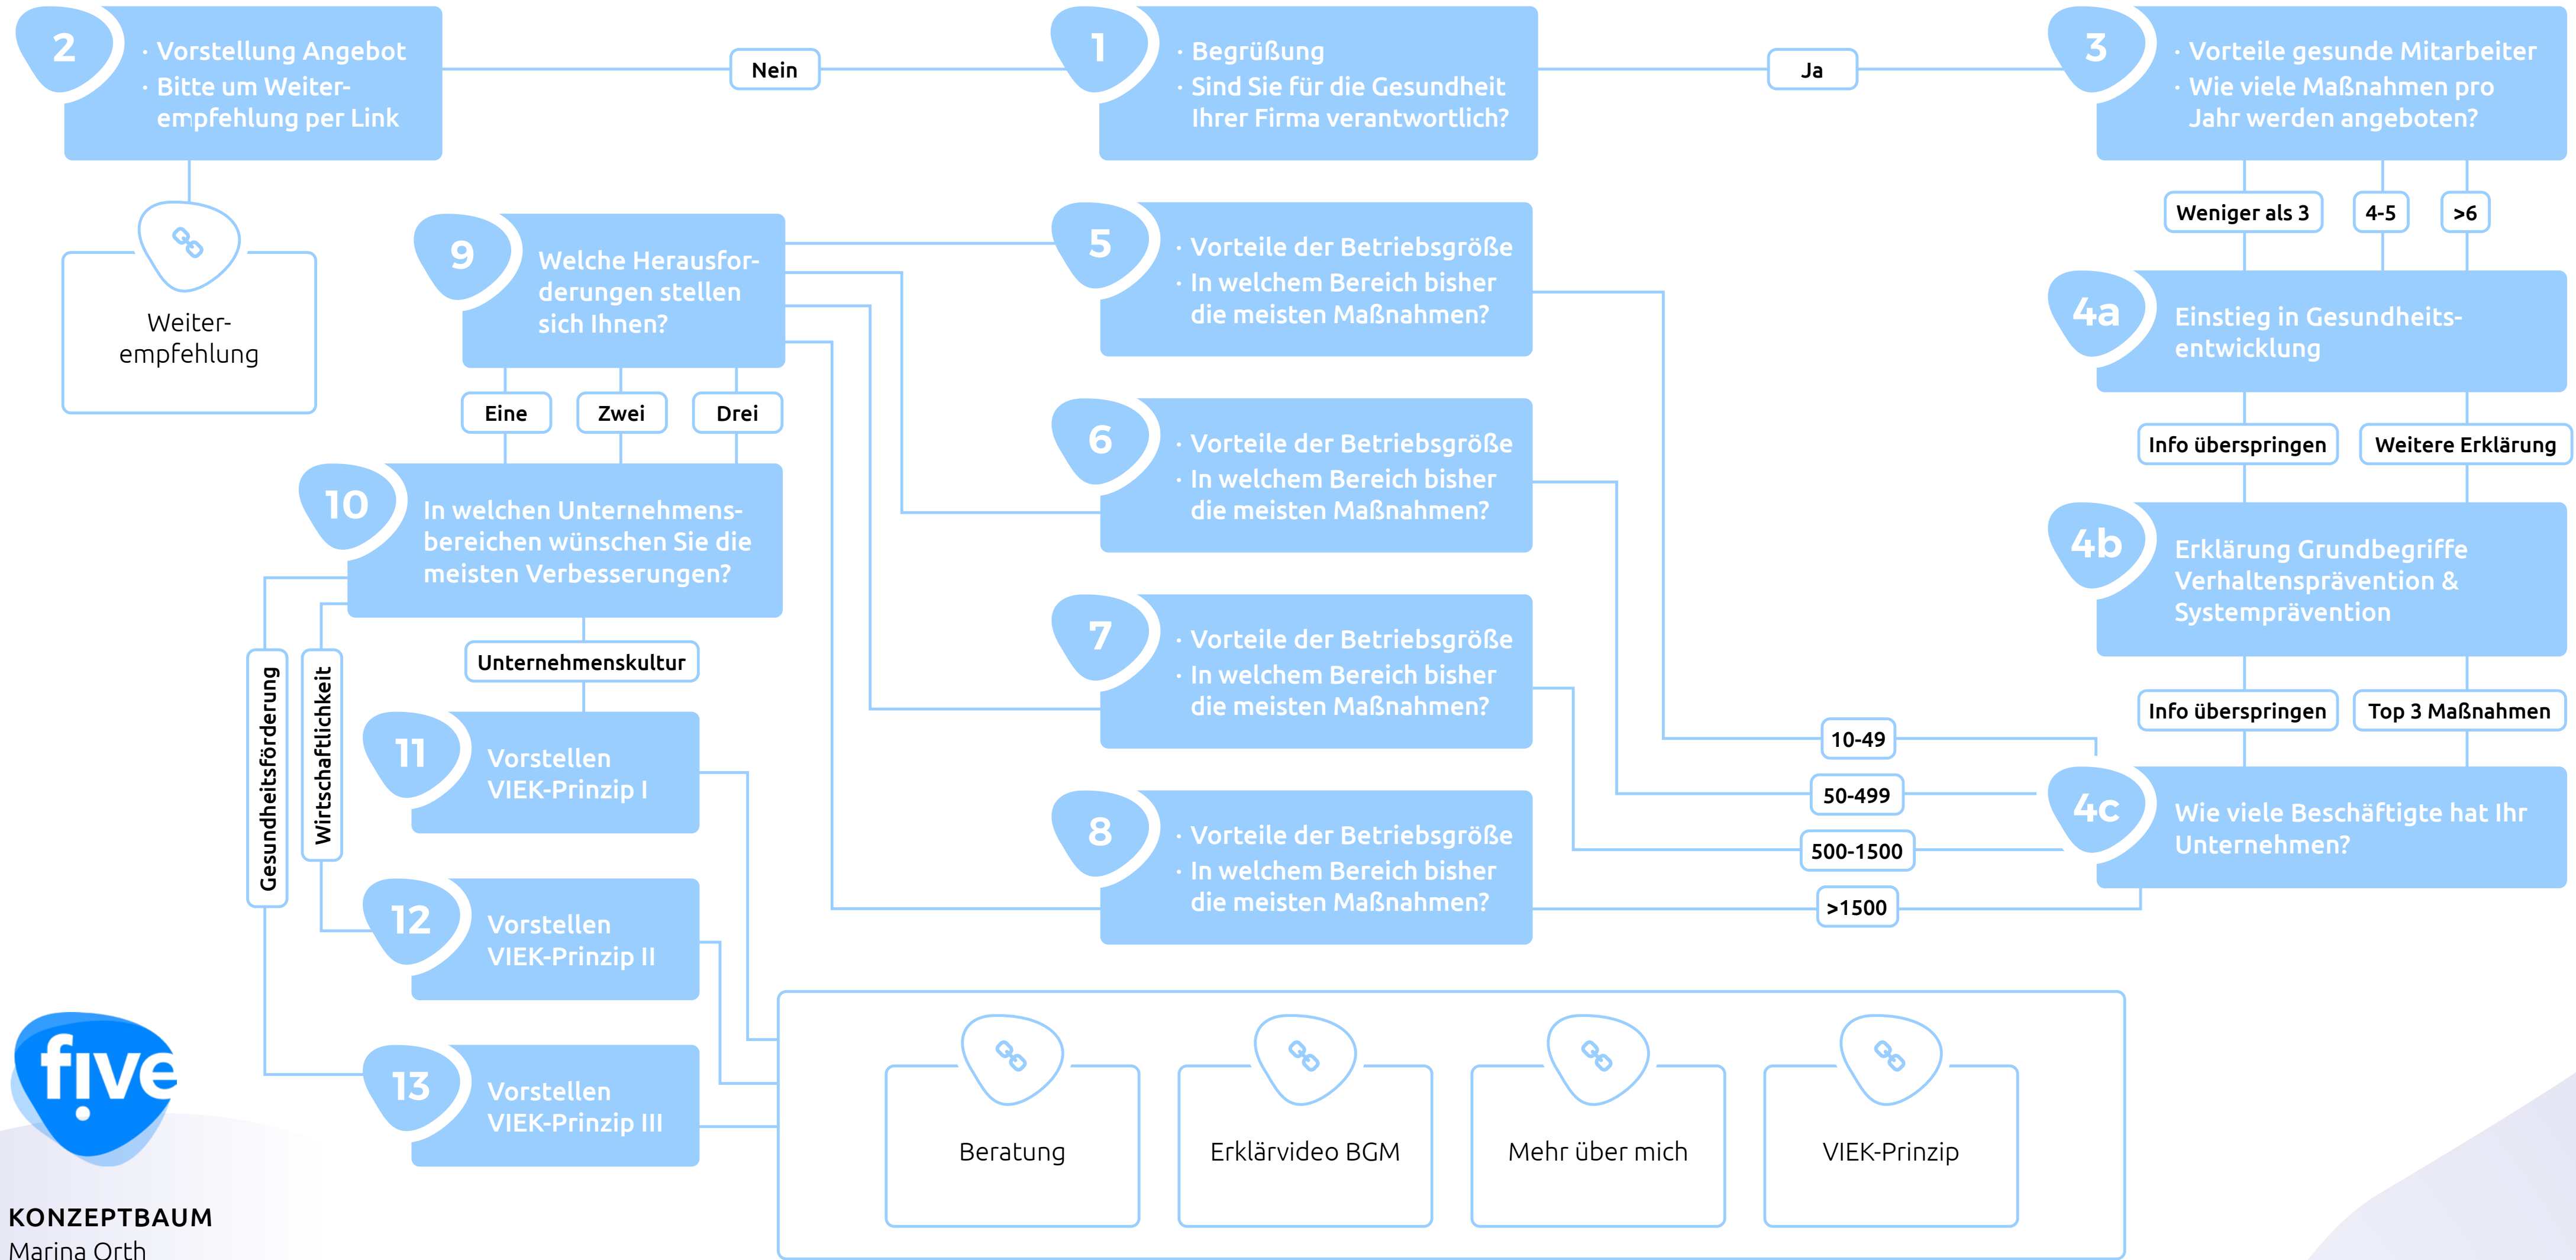 2
· Vorstellung Angebot
· Bitte um Weiter-
empfehlung per Link
Nein
1
· Begrüßung
· Sind Sie für die Gesundheit
Ihrer Firma verantwortlich?
Ja
3
· Vorteile gesunde Mitarbeiter
· Wie viele Maßnahmen pro
Jahr werden angeboten?
Weniger als 3
4-5
>6
Weiter-
empfehlung
9
Welche Herausfor-
derungen stellen
sich Ihnen?
Eine
Zwei
Drei
5
· Vorteile der Betriebsgröße
· In welchem Bereich bisher
die meisten Maßnahmen?
4a
Einstieg in Gesundheits-
entwicklung
Info überspringen
Weitere Erklärung
6
· Vorteile der Betriebsgröße
· In welchem Bereich bisher
die meisten Maßnahmen?
10
In welchen Unternehmens-
bereichen wünschen Sie die
meisten Verbesserungen?
4b
Erklärung Grundbegriffe
Verhaltensprävention &
Systemprävention
Info überspringen
Top 3 Maßnahmen
7
· Vorteile der Betriebsgröße
· In welchem Bereich bisher
die meisten Maßnahmen?
Gesundheitsförderung
Wirtschaftlichkeit
Unternehmenskultur
11
Vorstellen
VIEK-Prinzip I
10-49
50-499
500-1500
>1500
4c
Wie viele Beschäftigte hat Ihr
Unternehmen?
8
· Vorteile der Betriebsgröße
· In welchem Bereich bisher
die meisten Maßnahmen?
12
Vorstellen
VIEK-Prinzip II
13
Vorstellen
VIEK-Prinzip III
Beratung
Erklärvideo BGM
Mehr über mich
VIEK-Prinzip
five
KONZEPTBAUM
Marina Orth